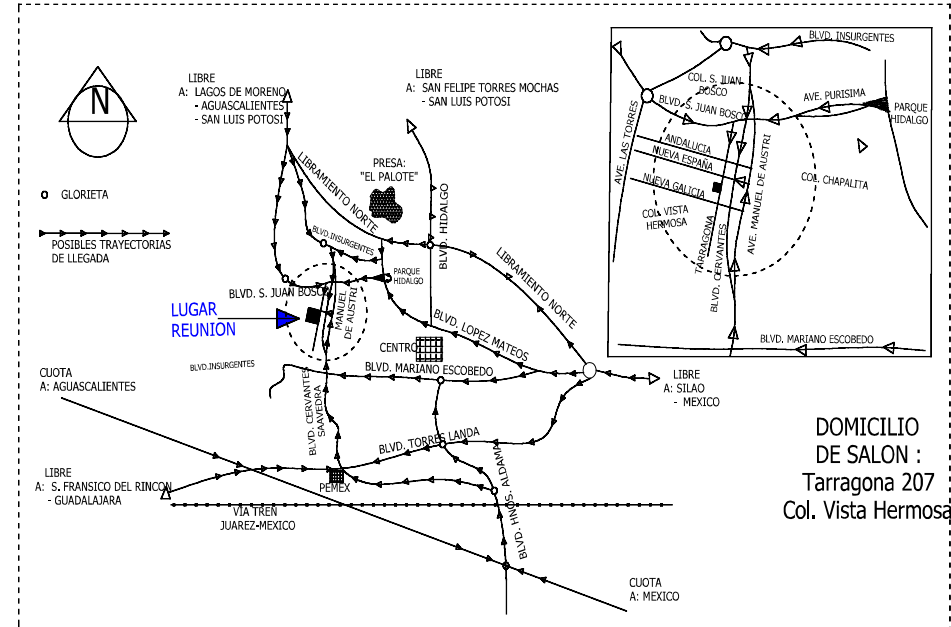 N
GLORIETA
POSIBLES TRAYECTORIAS
DE LLEGADA
LIBRE
A: LAGOS DE MORENO
- AGUASCALIENTES
- SAN LUIS POTOSI
LIBRE
A: SAN FELIPE TORRES MOCHAS
- SAN LUIS POTOSI
PRESA:
"EL PALOTE"
LIBRAMIENTO NORTE
BLVD.INSURGENTES
BLVD. HIDALGO
PARQUE
HIDALGO
LIBRAMIENTO NORTE
BLVD. S. JUAN BOSCO
MANUEL
DE AUSTRI
LUGAR
REUNION
BLVD. LOPEZ MATEOS
CENTRO
BLVD.INSURGENTES
BLVD. MARIANO ESCOBEDO
LIBRE
A: SILAO
- MEXICO
CUOTA
A: AGUASCALIENTES
BLVD. CERVANTES
SAAVEDRA
BLVD. TORRES LANDA
LIBRE
A: S. FRANSICO DEL RINCON
- GUADALAJARA
PEMEX
BLVD. HNOS. ALDAMA
VIA TREN
JUAREZ-MEXICO
CUOTA
A: MEXICO
BLVD. INSURGENTES
COL. S. JUAN
BOSCO
BLVD. S. JUAN BOSCO
AVE. PURISIMA
PARQUE
HIDALGO
AVE. LAS TORRES
ANDALUCIA
NUEVA ESPAÑA
NUEVA GALICIA
COL. VISTA
HERMOSA
TARRAGONA
BLVD. CERVANTES
AVE. MANUEL DE AUSTRI
COL. CHAPALITA
BLVD. MARIANO ESCOBEDO
DOMICILIO
DE SALON :
Tarragona 207
Col. Vista Hermosa